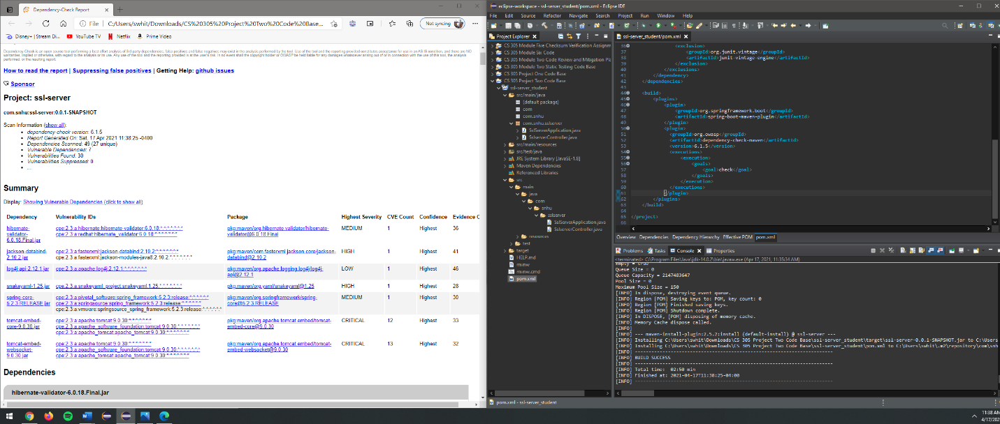 Dependency-Check Report
File | C:/Users/swhit/Downloads/CS%20305%20Project%20Two%20Code%20Base...
Not syncing
Disney+ | Stream Di...
YouTube TV
Netflix
Prime Video
Dependency-Check is an open source tool performing a best effort analysis of 3rd party dependencies; false positives and false negatives may exist in the analysis performed by the tool. Use of the tool and the reporting provided constitutes acceptance for use in an AS IS condition, and there are NO
warranties, implied or otherwise, with regard to the analysis or its use. Any use of the tool and the reporting provided is at the user's risk. In no event shall the copyright holder or OWASP be held liable for any damages whatsoever arising out of or in connection with the use of this tool, the analysis
performed, or the resulting report.
How to read the report | Suppressing false positives | Getting Help: github issues
Sponsor
Project: ssl-server
com.snhu:ssl-server:0.0.1-SNAPSHOT
Scan Information (show all):
• dependency-check version: 6.1.5
• Report Generated On: Sat, 17 Apr 2021 11:38:25 -0400
• Dependencies Scanned: 49 (27 unique)
• Vulnerable Dependencies: 7
• Vulnerabilities Found: 30
• Vulnerabilities Suppressed: 0
• ...
Summary
Display: Showing Vulnerable Dependencies (click to show all)
Dependency Vulnerability IDs Package Highest Severity CVE Count Confidence Evidence C
hibernate- cpe:2.3:a:hibernate:hibernate-validator:6.0.18:*:*:*:*:*:*:* pkg:maven/org.hibernate.validator/hibernate- MEDIUM 1 Highest 36
validator- cpe:2.3:a:redhat:hibernate-validator:6.0.18:*:*:*:*:*:*:* validator@6.0.18.Final
6.0.18.Final.jar
jackson-databind- cpe:2.3:a:fasterxml:jackson-databind:2.10.2:*:*:*:*:*:*:* pkg:maven/com.fasterxml.jackson.core/jackson- HIGH 1 Highest 41
2.10.2.jar cpe:2.3:a:fasterxml:jackson-modules-java8:2.10.2:*:*:*:*:*:*:* databind@2.10.2
log4j-api-2.12.1.jar cpe:2.3:a:apache:log4j:2.12.1:*:*:*:*:*:*:* pkg:maven/org.apache.logging.log4j/log4j- LOW 1 Highest 46
api@2.12.1
snakeyaml-1.25.jar cpe:2.3:a:snakeyaml_project:snakeyaml:1.25:*:*:*:*:*:*:* pkg:maven/org.yaml/snakeyaml@1.25 HIGH 1 Highest 28
spring-core- cpe:2.3:a:pivotal_software:spring_framework:5.2.3:release:*:*:*:*:*:* pkg:maven/org.springframework/spring- MEDIUM 1 Highest 30
5.2.3.RELEASE.jar cpe:2.3:a:springsource:spring_framework:5.2.3:release:*:*:*:*:*:* core@5.2.3.RELEASE
cpe:2.3:a:vmware:springsource_spring_framework:5.2.3:release:*:*:*:*:*:*
tomcat-embed- cpe:2.3:a:apache:tomcat:9.0.30:*:*:*:*:*:*:* pkg:maven/org.apache.tomcat.embed/tomcat- CRITICAL 12 Highest 33
core-9.0.30.jar cpe:2.3:a:apache_software_foundation:tomcat:9.0.30:*:*:*:*:*:*:* embed-core@9.0.30
cpe:2.3:a:apache_tomcat:apache_tomcat:9.0.30:*:*:*:*:*:*:*
tomcat-embed- cpe:2.3:a:apache:tomcat:9.0.30:*:*:*:*:*:*:* pkg:maven/org.apache.tomcat.embed/tomcat- CRITICAL 13 Highest 32
websocket- cpe:2.3:a:apache_software_foundation:tomcat:9.0.30:*:*:*:*:*:*:* embed-websocket@9.0.30
9.0.30.jar cpe:2.3:a:apache_tomcat:apache_tomcat:9.0.30:*:*:*:*:*:*:*
Dependencies
hibernate-validator-6.0.18.Final.jar
eclipse-workspace - ssl-server_student/pom.xml - Eclipse IDE
File Edit Source Refactor Navigate Search Project Run Window Help
Project Explorer
CS 305 Module Five Checksum Verification Assignm
CS 305 Module Six Code
CS 305 Module Two Code Review and Mitigation Pl
CS 305 Module Two Static Testing Code Base
CS 305 Project One Code Base
CS 305 Project Two Code Base
ssl-server_student
src/main/java
(default package)
com
com.snhu
com.snhu.sslserver
SslServerApplication.java
SslserverController.java
src/main/resources
src/test/java
JRE System Library [JavaSE-1.8]
Maven Dependencies
Referenced Libraries
src
main
java
com
snhu
sslserver
SslServerApplication.java
SslserverController.java
resources
test
target
HELP.md
mvnw
mvnw.cmd
pom.xml
ssl-server_student/pom.xml
36 <exclusion>
37 <groupId>org.junit.vintage</groupId>
38 <artifactId>junit-vintage-engine</artifactId>
39 </exclusion>
40 </exclusions>
41 </dependency>
42 </dependencies>
43
44 <build>
45 <plugins>
46 <plugin>
47 <groupId>org.springframework.boot</groupId>
48 <artifactId>spring-boot-maven-plugin</artifactId>
49 </plugin>
50 <plugin>
51 <groupId>org.owasp</groupId>
52 <artifactId>dependency-check-maven</artifactId>
53 <version>6.1.5</version>
54 <executions>
55 <execution>
56 <goals>
57 <goal>check</goal>
58 </goals>
59 </execution>
60 </executions>
61 </plugin>
62 </plugins>
63 </build>
64
65 </project>
66
Overview Dependencies Dependency Hierarchy Effective POM pom.xml
Problems Tasks Console Properties
<terminated> C:\Program Files\Java\jdk-14.0.2\bin\javaw.exe (Apr 17, 2021, 11:35:34 AM)
Empty = true
Queue Size = 0
Queue Capacity = 2147483647
Pool Size = 0
Maximum Pool Size = 150
[INFO] In dispose, destroying event queue.
[INFO] Region [POM] Saving keys to: POM, key count: 0
[INFO] Region [POM] Finished saving keys.
[INFO] Region [POM] Shutdown complete.
[INFO] In DISPOSE, [POM] disposing of memory cache.
[INFO] Memory Cache dispose called.
[INFO]
[INFO] --- maven-install-plugin:2.5.2:install (default-install) @ ssl-server ---
[INFO] Installing C:\Users\swhit\Downloads\CS 305 Project Two Code Base\ssl-server_student\target\ssl-server-0.0.1-SNAPSHOT.jar to C:\Users
[INFO] Installing C:\Users\swhit\Downloads\CS 305 Project Two Code Base\ssl-server_student\pom.xml to C:\Users\swhit\.m2\repository\com\snh
[INFO] ------------------------------------------------------------------------
[INFO] BUILD SUCCESS
[INFO] ------------------------------------------------------------------------
[INFO] Total time: 02:50 min
[INFO] Finished at: 2021-04-17T11:38:25-04:00
[INFO] ------------------------------------------------------------------------
pom.xml - ssl-server_student
11:38 AM
4/17/202